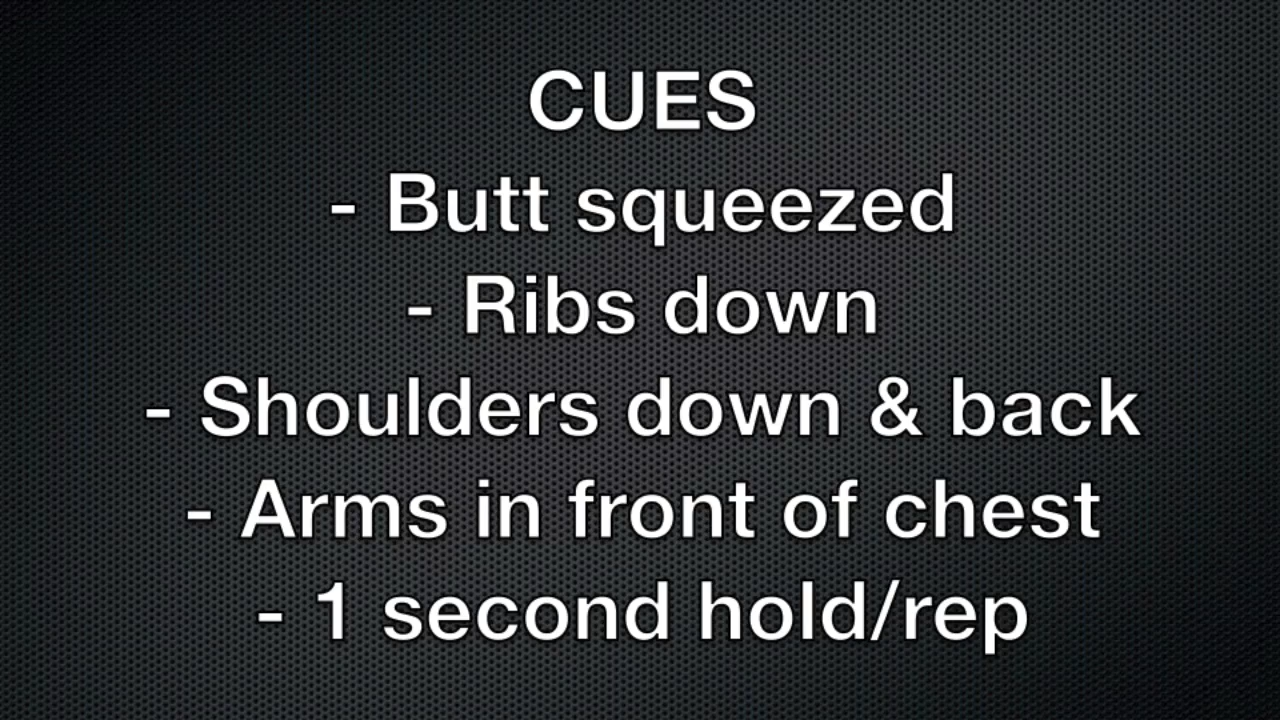 CUES
- Butt squeezed
- Ribs down
- Shoulders down & back
- Arms in front of chest
- 1 second hold/rep